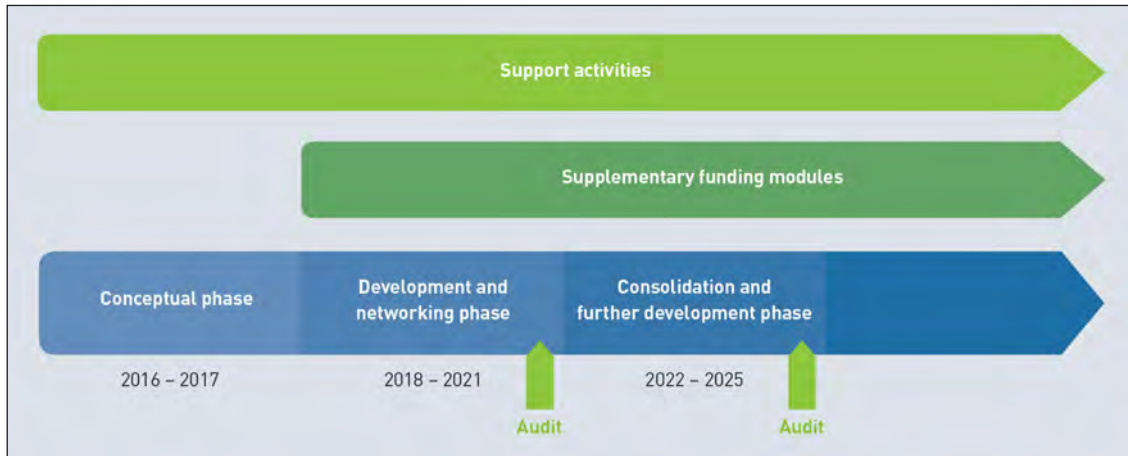 Support activities
Supplementary funding modules
Conceptual phase
Development and
networking phase
Consolidation and
further development phase
2016 – 2017
2018 – 2021
2022 – 2025
Audit
Audit